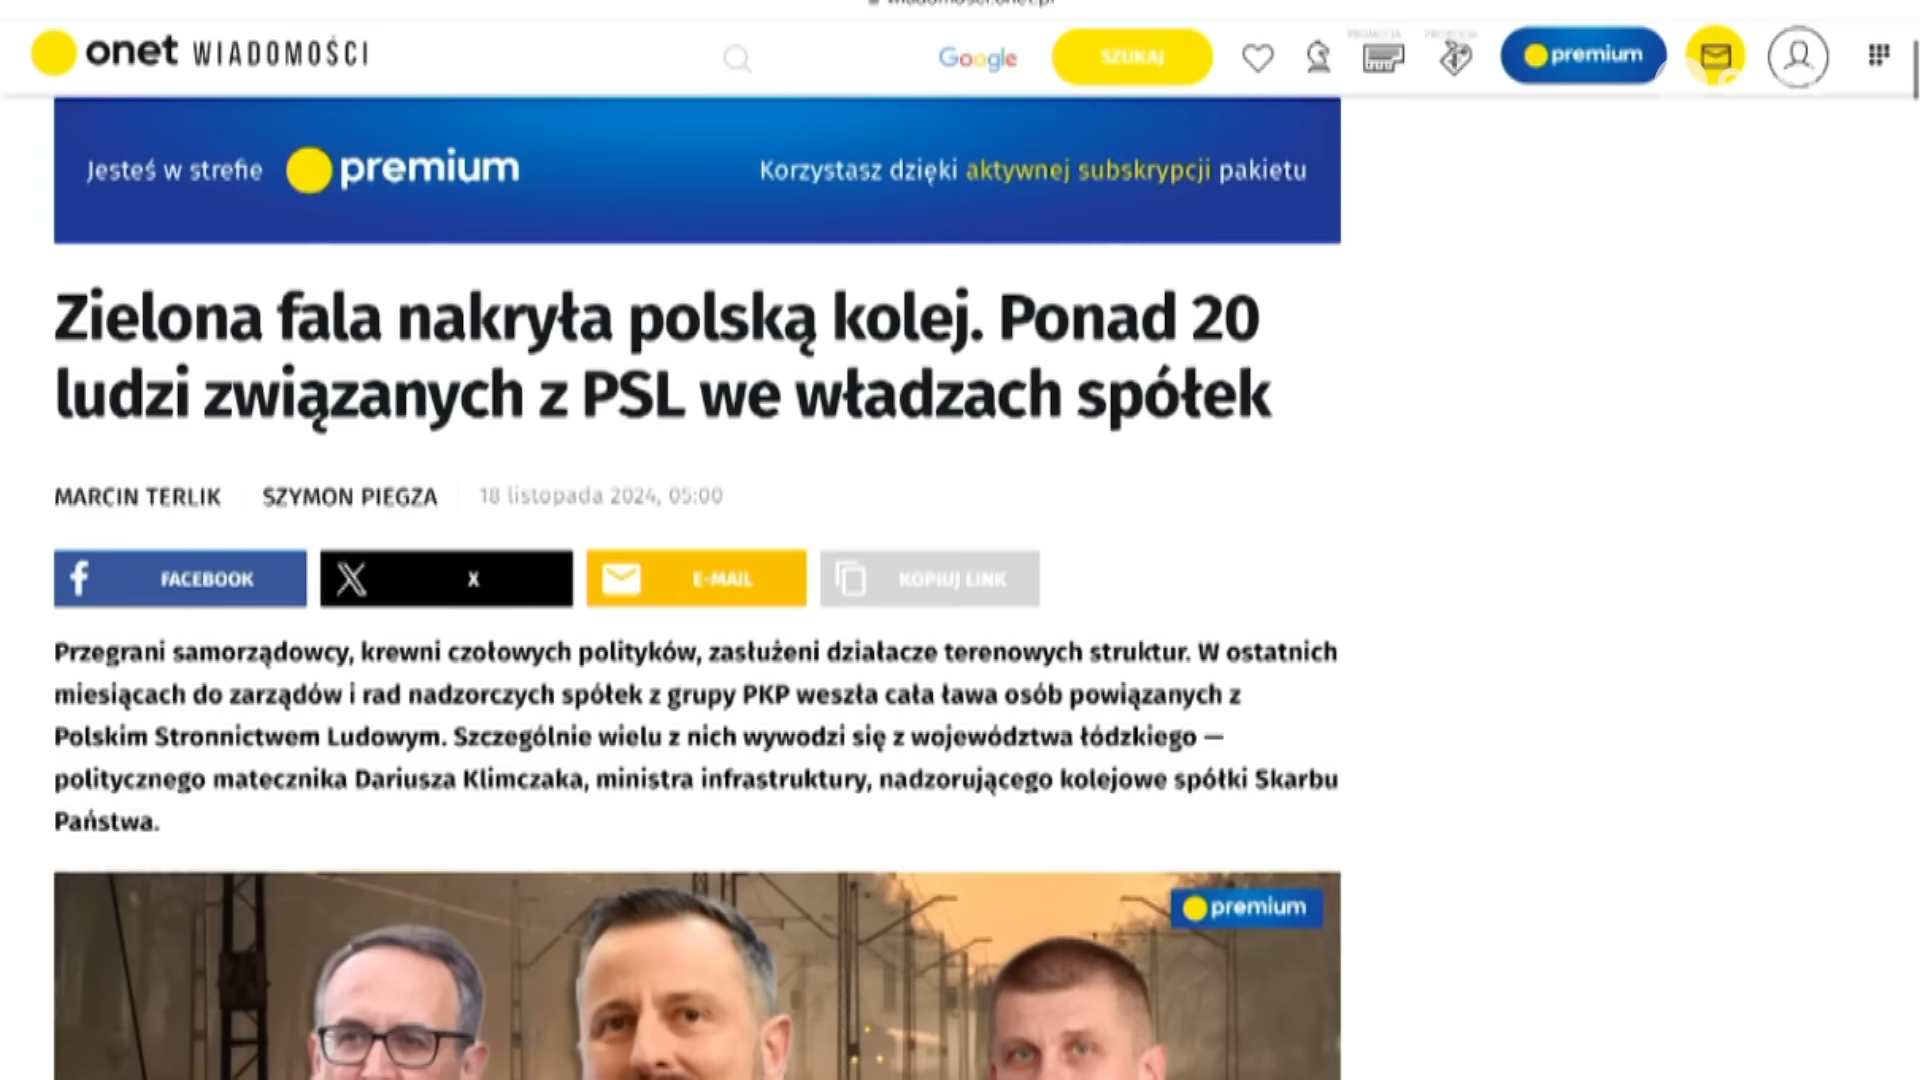 onet WIADOMOŚCI
Google
SZUKAJ
PROMOCJA
premium
Jesteś w strefie premium
Korzystasz dzięki aktywnej subskrypcji pakietu
Zielona fala nakryła polską kolej. Ponad 20
ludzi związanych z PSL we władzach spółek
MARCIN TERLIK SZYMON PIEGZA 18 listopada 2024, 05:00
FACEBOOK X E-MAIL KOPIUJ LINK
Przegrani samorządowcy, krewni czołowych polityków, zasłużeni działacze terenowych struktur. W ostatnich
miesiącach do zarządów i rad nadzorczych spółek z grupy PKP weszła cała ława osób powiązanych z
Polskim Stronnictwem Ludowym. Szczególnie wielu z nich wywodzi się z województwa łódzkiego —
politycznego matecznika Dariusza Klimczaka, ministra infrastruktury, nadzorującego kolejowe spółki Skarbu
Państwa.
premium